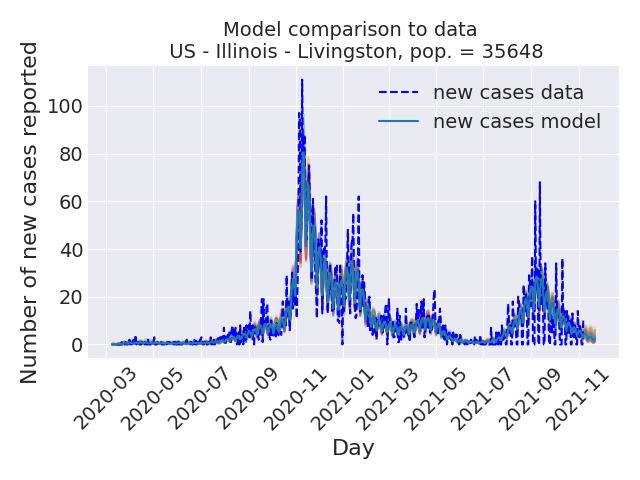 Model comparison to data
US - Illinois - Livingston, pop. = 35648
Number of new cases reported
100
80
60
40
20
0
new cases data
new cases model
2020-03
2020-05
2020-07
2020-09
2020-11
2021-01
2021-03
2021-05
2021-07
2021-09
2021-11
Day